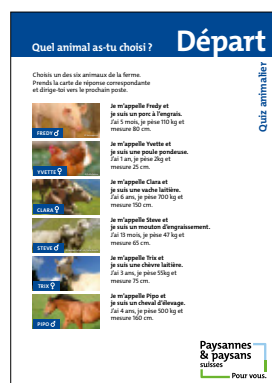 Quel animal as-tu choisi ?
Départ
Quiz animalier
Choisis un des six animaux de la ferme.
Prends la carte de réponse correspondante
et dirige-toi vers le prochain poste.
FREDY ♂
Je m'appelle Fredy et
je suis un porc à l'engrais.
J'ai 5 mois, je pèse 110 kg et
mesure 80 cm.
YVETTE ♀
Je m'appelle Yvette et
je suis une poule pondeuse.
J'ai 1 an, je pèse 2kg et
mesure 25 cm.
CLARA ♀
Je m'appelle Clara et
je suis une vache laitière.
J'ai 6 ans, je pèse 700 kg et
mesure 150 cm.
STEVE ♂
Je m'appelle Steve et
je suis un mouton d'engraissement.
J'ai 13 mois, je pèse 47 kg et
mesure 65 cm.
TRIX ♀
Je m'appelle Trix et
je suis une chèvre laitière.
J'ai 3 ans, je pèse 55kg et
mesure 75 cm.
PIPO ♂
Je m'appelle Pipo et
je suis un cheval d'élevage.
J'ai 4 ans, je pèse 500 kg et
mesure 160 cm.
Paysannes
& paysans
suisses
Pour vous.